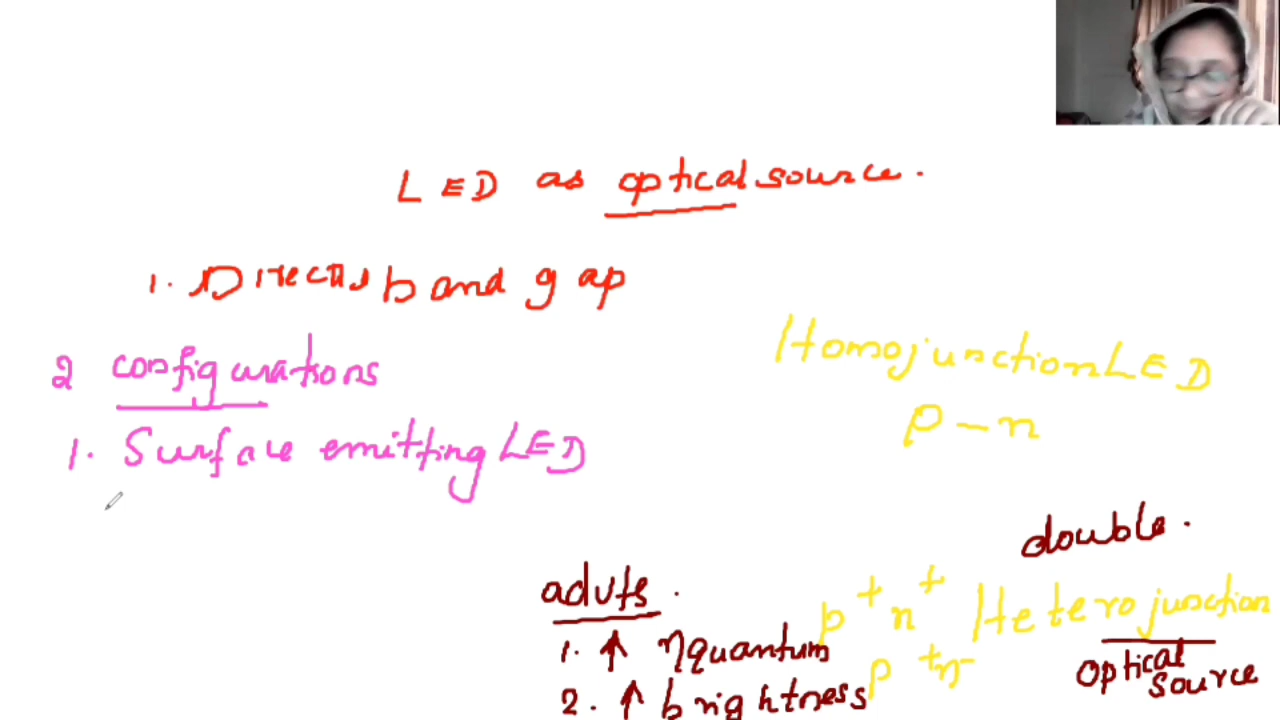 LED as optical source.
1. Direct band gap
2 configurations
1. Surface emitting LED
Homojunction LED
p - n
double.
p+ n+ Heterojunction
p +n-
optical
source
advts.
1. ↑ ηquantum
2. ↑ brightness